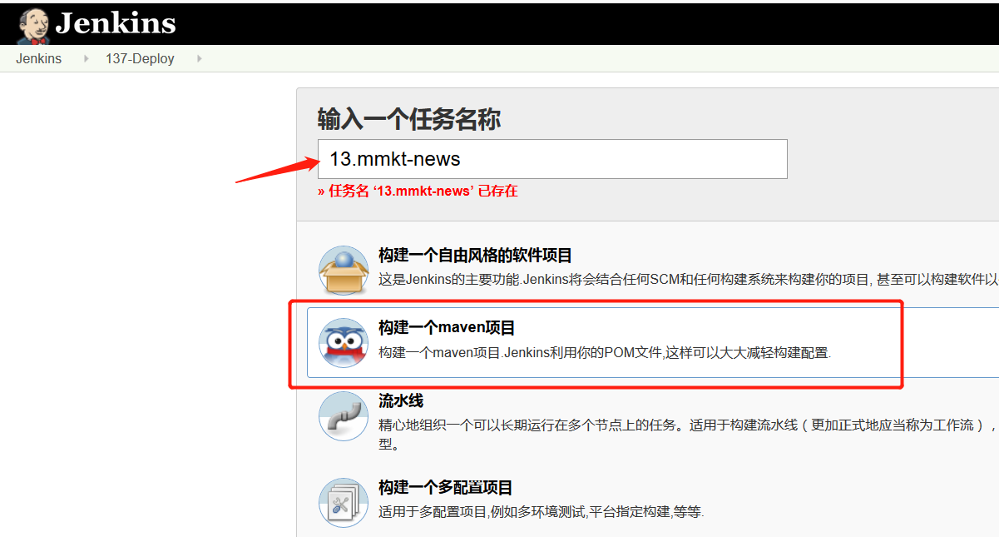 Jenkins
Jenkins
137-Deploy
输入一个任务名称
13.mmkt-news
» 任务名 ‘13.mmkt-news’ 已存在
构建一个自由风格的软件项目
这是Jenkins的主要功能.Jenkins将会结合任何SCM和任何构建系统来构建你的项目, 甚至可以构建软件以
构建一个maven项目
构建一个maven项目.Jenkins利用你的POM文件,这样可以大大减轻构建配置.
流水线
精心地组织一个可以长期运行在多个节点上的任务。适用于构建流水线（更加正式地应当称为工作流），
型。
构建一个多配置项目
适用于多配置项目,例如多环境测试,平台指定构建,等等.